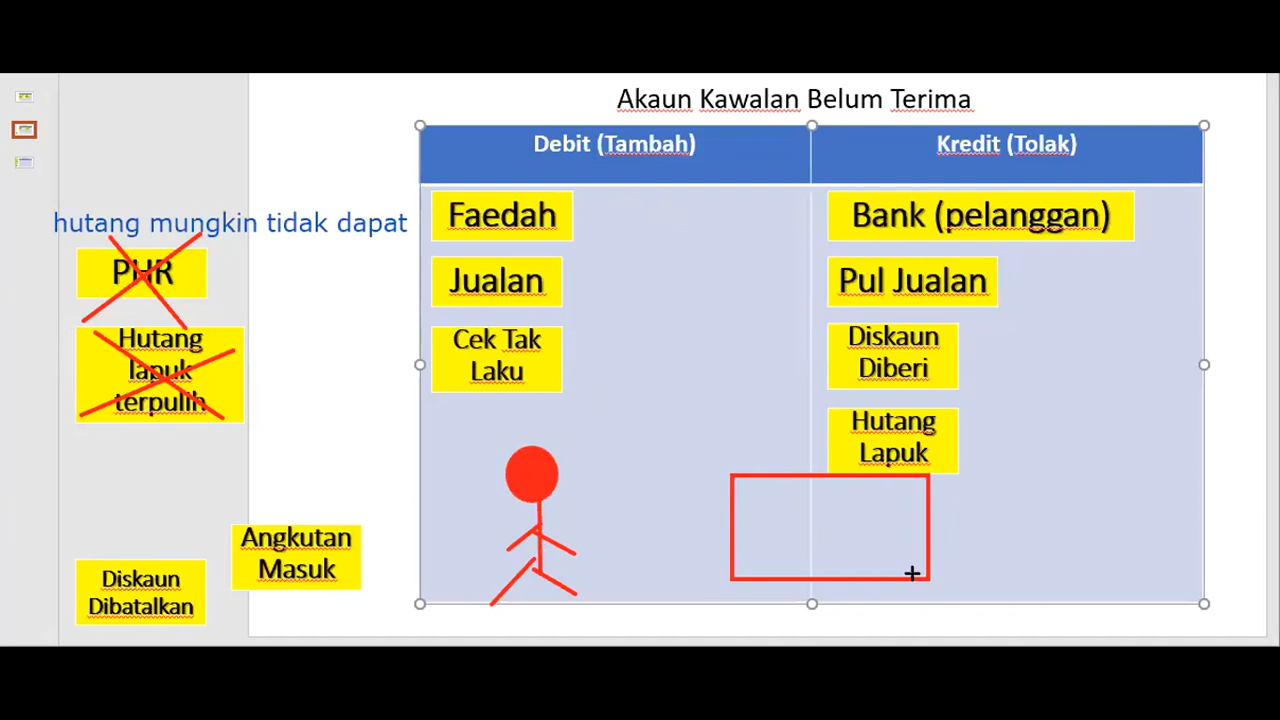 Akaun Kawalan Belum Terima
Debit (Tambah)
Kredit (Tolak)
hutang mungkin tidak dapat
PHR
Hutang
lapuk
terpulih
Diskaun
Dibatalkan
Angkutan
Masuk
Faedah
Jualan
Cek Tak
Laku
Bank (pelanggan)
Pul Jualan
Diskaun
Diberi
Hutang
Lapuk